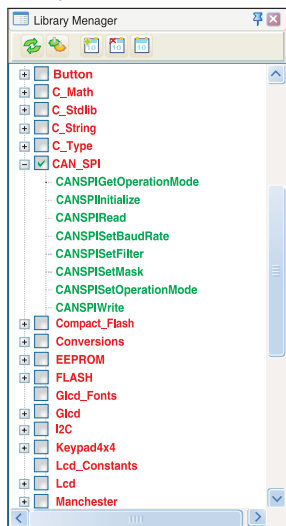 Library Menager
Button
C_Math
C_Stdlib
C_String
C_Type
CAN_SPI
CANSPIGetOperationMode
CANSPIInitialize
CANSPIRead
CANSPISetBaudRate
CANSPISetFilter
CANSPISetMask
CANSPISetOperationMode
CANSPIWrite
Compact_Flash
Conversions
EEPROM
FLASH
Glcd_Fonts
Glcd
I2C
Keypad4x4
Lcd_Constants
Lcd
Manchester